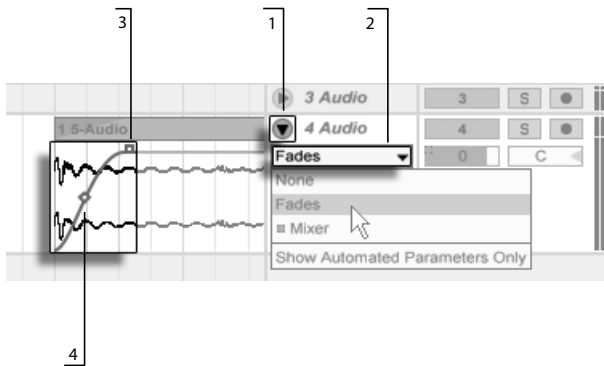 3
1
2
3 Audio
3
S
1 5-Audio
4 Audio
4
S
Fades
0
C
None
Fades
Mixer
Show Automated Parameters Only
4